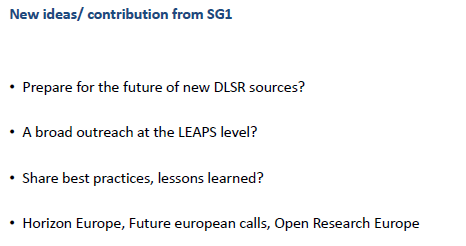 New ideas/ contribution from SG1
• Prepare for the future of new DLSR sources?
• A broad outreach at the LEAPS level?
• Share best practices, lessons learned?
• Horizon Europe, Future european calls, Open Research Europe